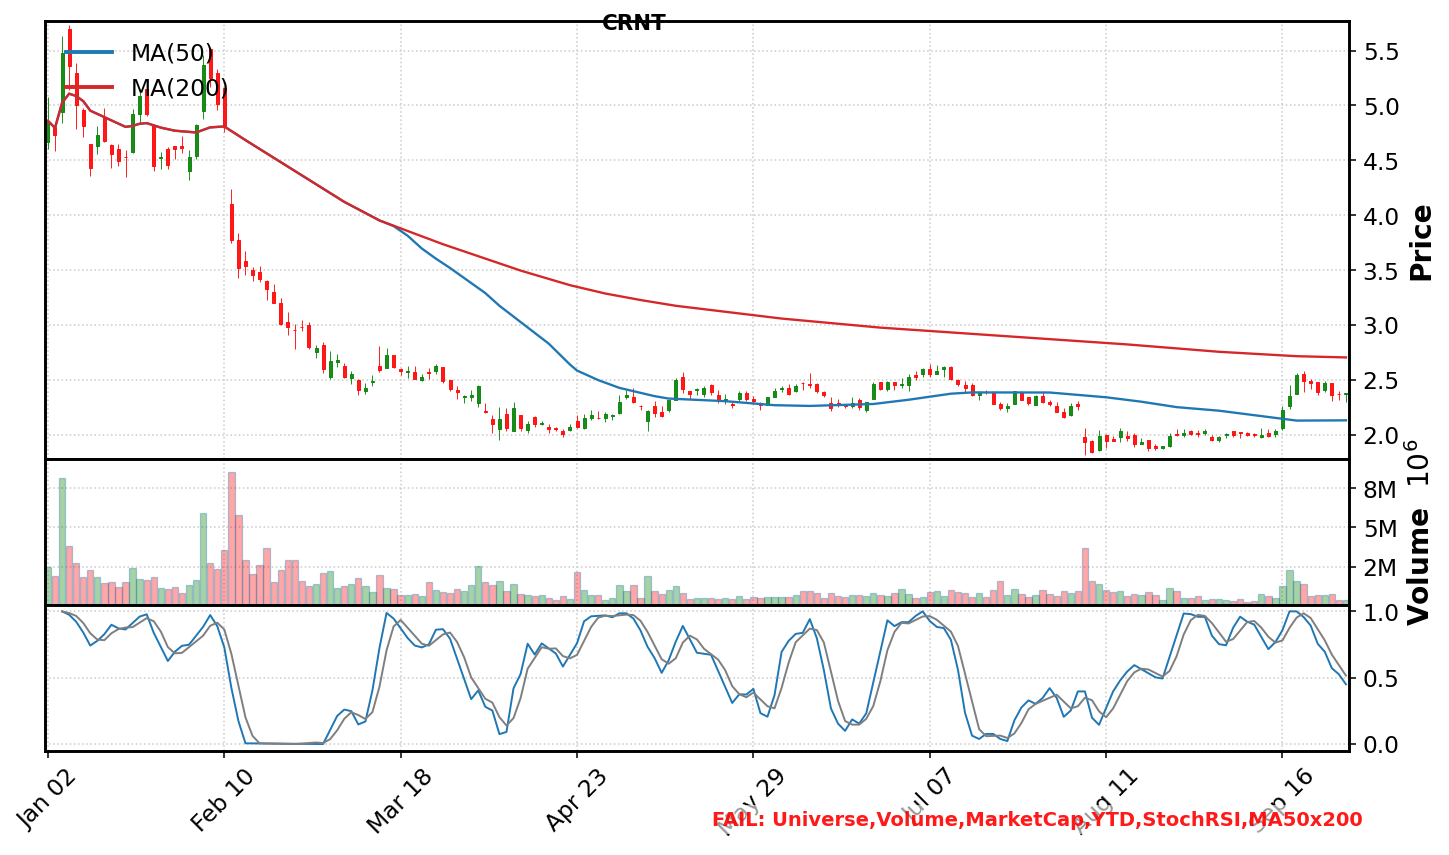 CRNT
MA(50)
MA(200)
5.5
5.0
4.5
4.0
3.5
3.0
2.5
2.0
Price
8M
5M
2M
Volume 10⁶
1.0
0.5
0.0
Jan 02
Feb 10
Mar 18
Apr 23
May 29
Jul 07
Aug 11
Sep 16
FAIL: Universe,Volume,MarketCap,YTD,StochRSI,MA50x200